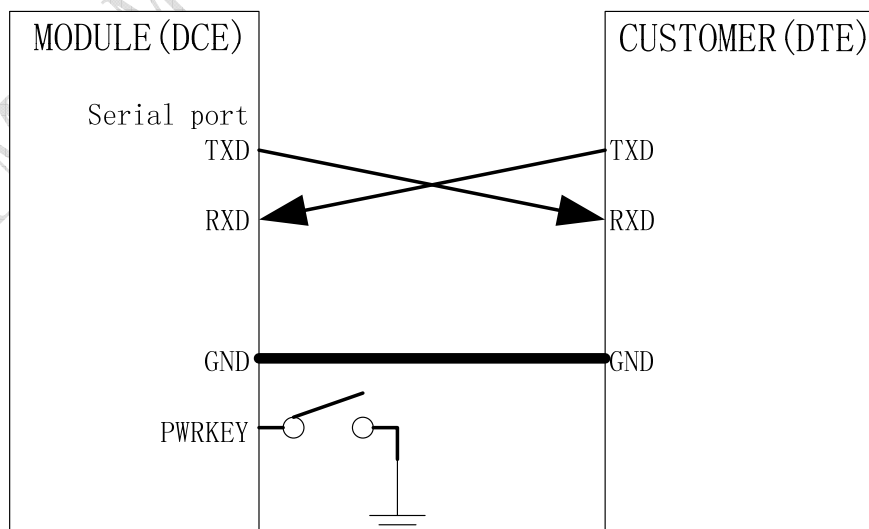 MODULE(DCE)
CUSTOMER(DTE)
Serial port
TXD
TXD
RXD
RXD
GND
GND
PWRKEY